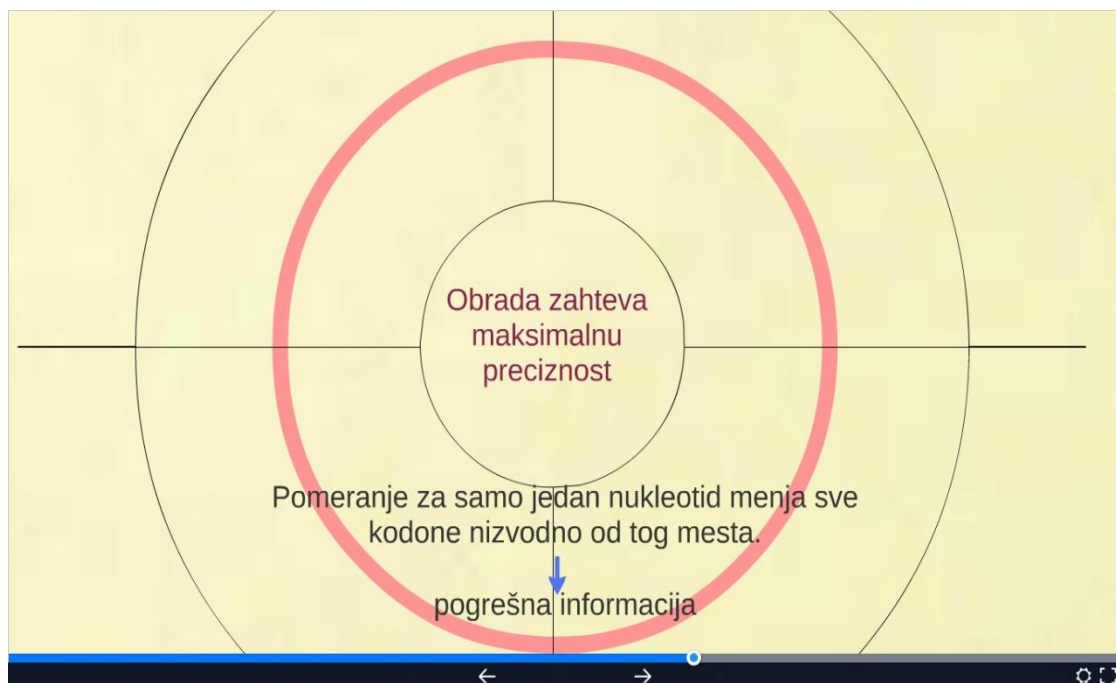 Obrada zahteva
maksimalnu
preciznost
Pomeranje za samo jedan nukleotid menja sve
kodone nizvodno od tog mesta.
pogrešna informacija